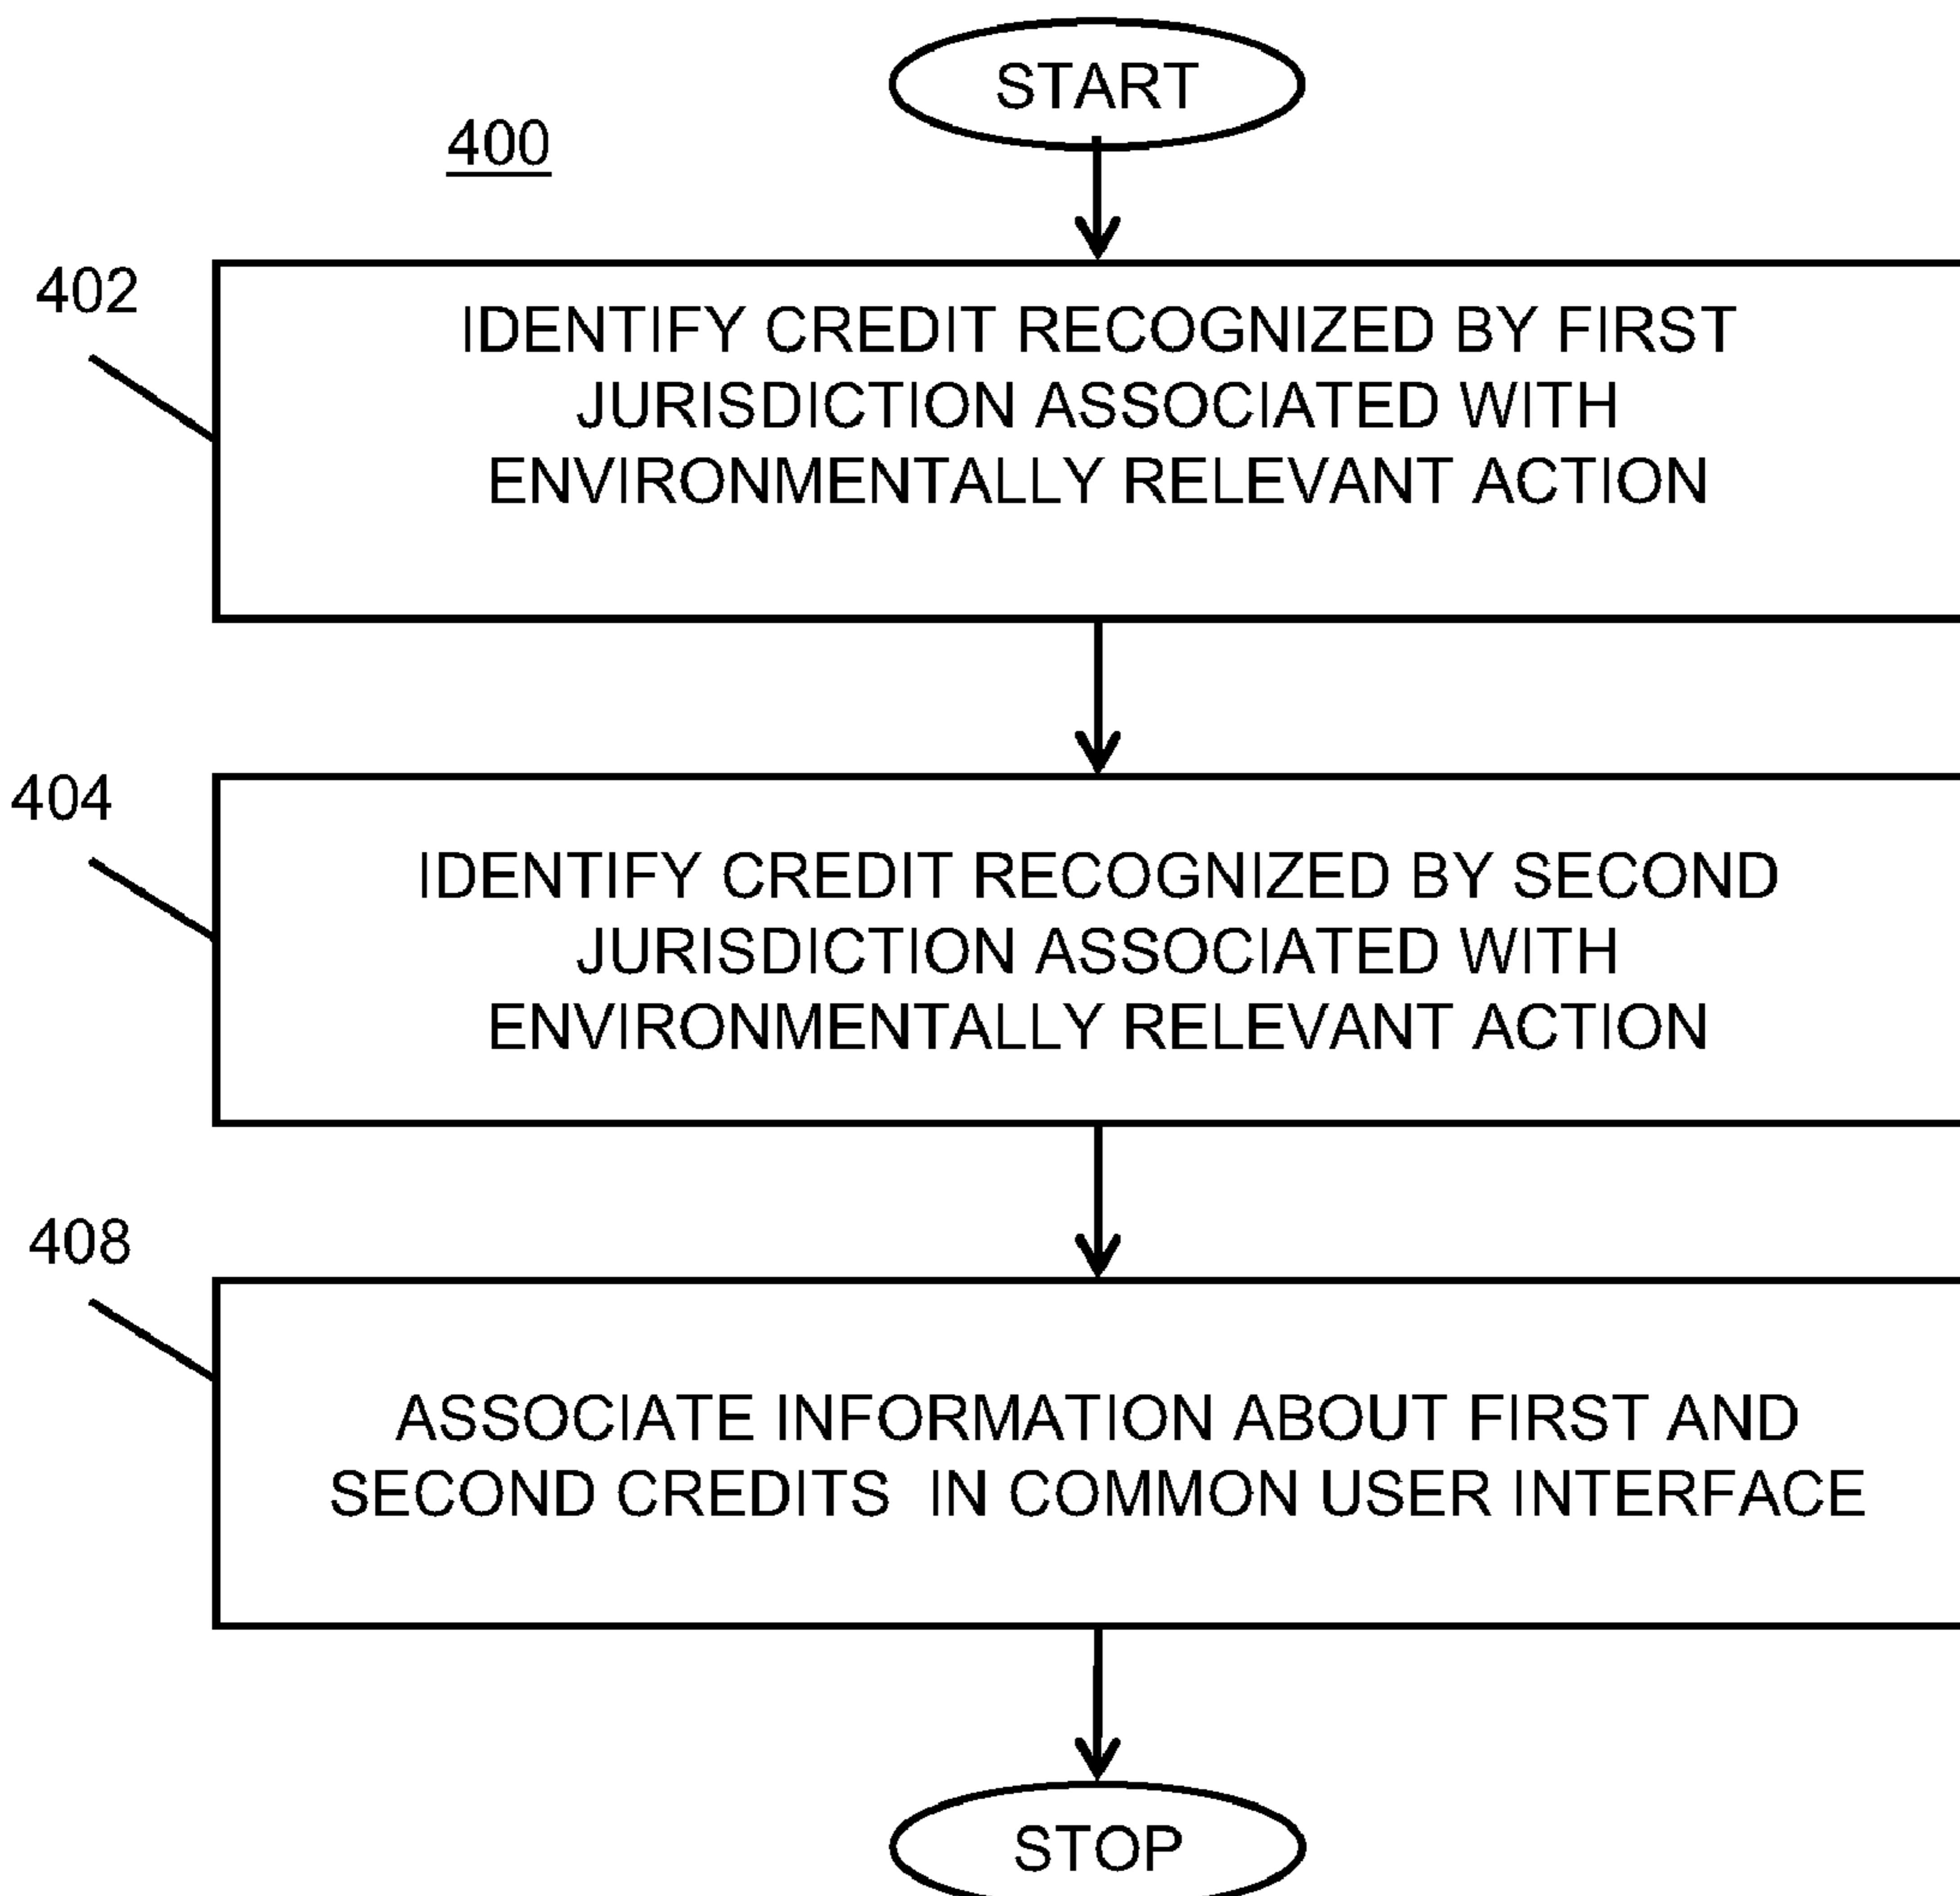 START
400
402
IDENTIFY CREDIT RECOGNIZED BY FIRST
JURISDICTION ASSOCIATED WITH
ENVIRONMENTALLY RELEVANT ACTION
404
IDENTIFY CREDIT RECOGNIZED BY SECOND
JURISDICTION ASSOCIATED WITH
ENVIRONMENTALLY RELEVANT ACTION
408
ASSOCIATE INFORMATION ABOUT FIRST AND
SECOND CREDITS IN COMMON USER INTERFACE
STOP